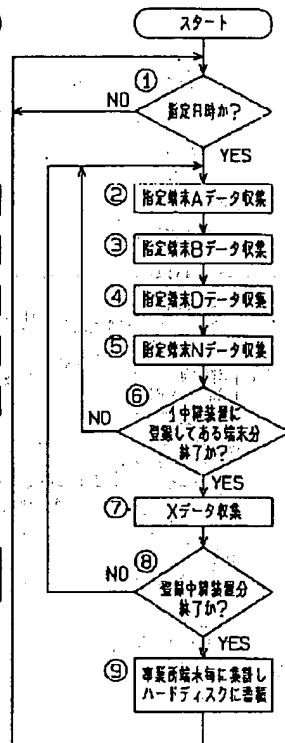 スタート
①
指定日時か?
NO
YES
②
指定端末Aデータ収集
③
指定端末Bデータ収集
④
指定端末Dデータ収集
⑤
指定端末Nデータ収集
⑥
1中継装置に
登録してある端末分
終了か?
NO
YES
⑦
Xデータ収集
⑧
登録中継装置分
終了か?
NO
YES
⑨
事業所端末毎に集計し
ハードディスクに蓄積